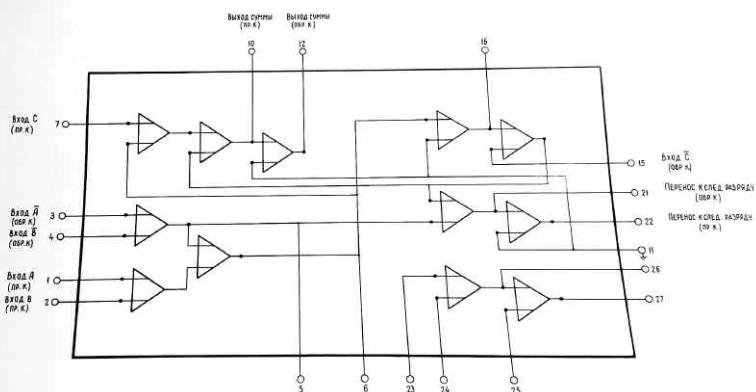 Выход суммы
(пр.к)
Выход суммы
(обр.к)
10
12
16
Вход С
(пр.к)
7
15
Вход C̅
(обр.к)
21
Перенос к след. разряду
(обр.к)
22
Перенос к след. разряду
(пр.к)
Вход A̅
(обр.к)
3
4
Вход B̅
(обр.к)
11
Вход А
(пр.к)
1
2
Вход В
(пр.к)
26
27
5
6
23
24
25